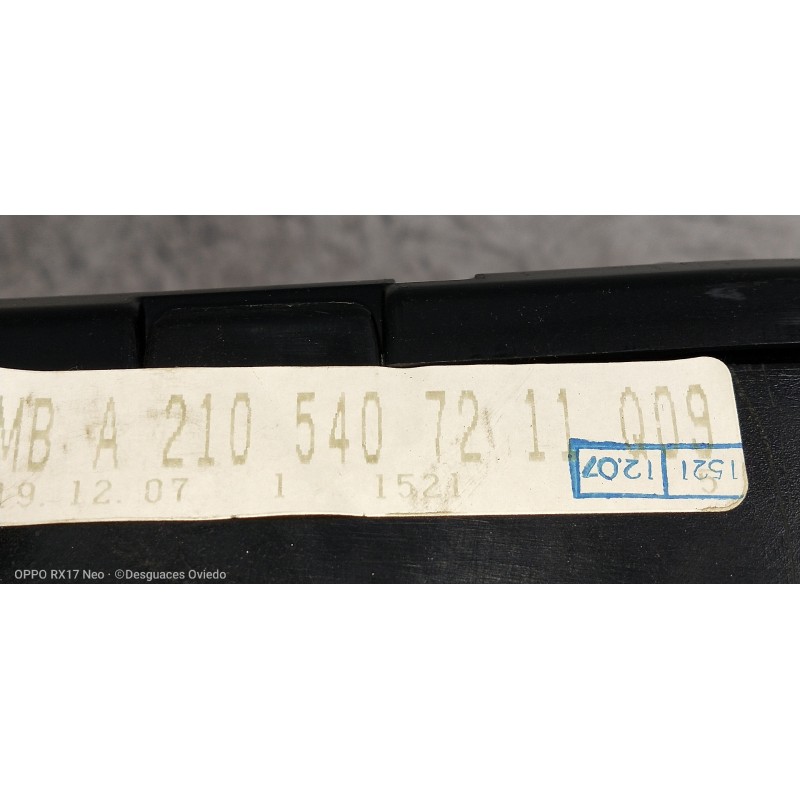 MB A 210 540 72 11 Q09
19. 12. 07 1 1521 3
1521 12.07
OPPO RX17 Neo · ©Desguaces Oviedo